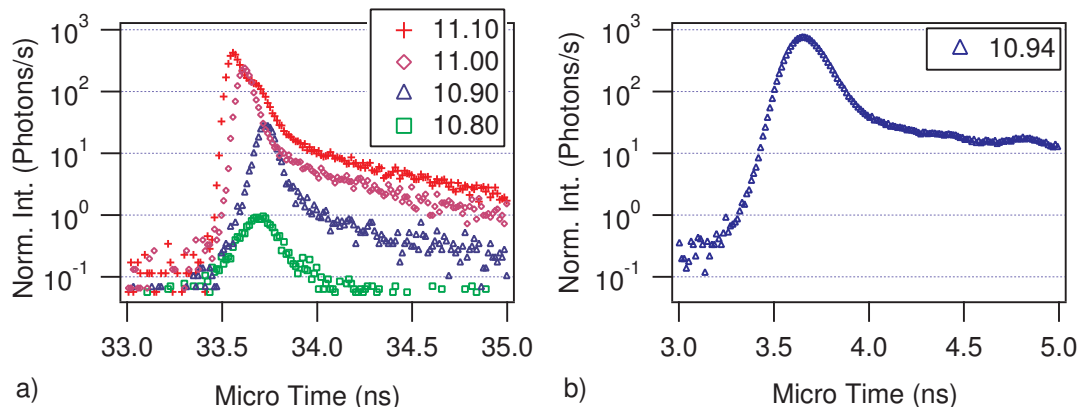 Norm. Int. (Photons/s)
10³
10²
10¹
10⁰
10⁻¹
11.10
11.00
10.90
10.80
33.0 33.5 34.0 34.5 35.0
Micro Time (ns)
a)
Norm. Int. (Photons/s)
10³
10²
10¹
10⁰
10⁻¹
10.94
3.0 3.5 4.0 4.5 5.0
Micro Time (ns)
b)